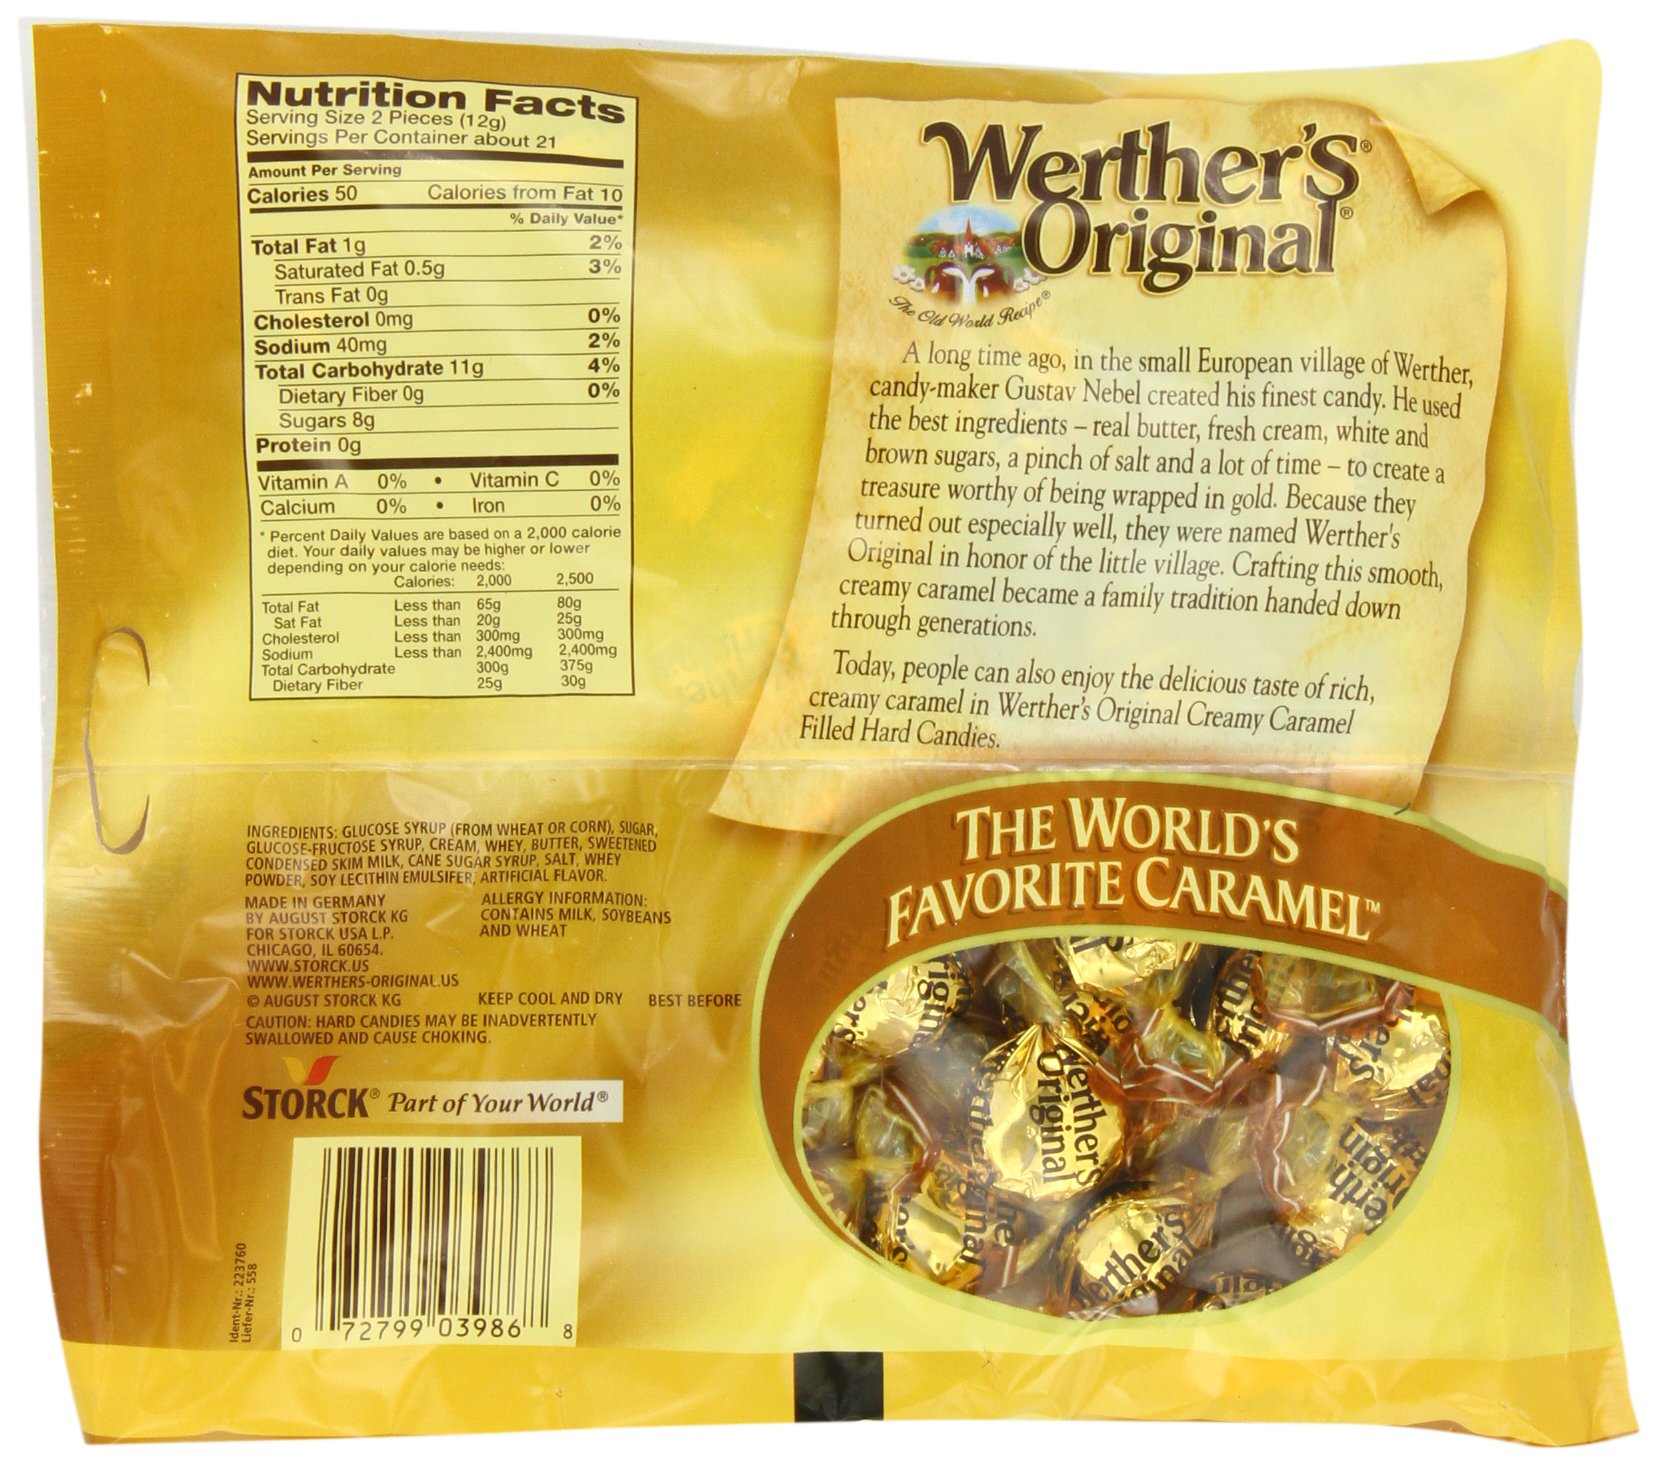 Nutrition Facts
Serving Size 2 Pieces (12g)
Servings Per Container about 21
Amount Per Serving
Calories 50 Calories from Fat 10
% Daily Value*
Total Fat 1g 2%
Saturated Fat 0.5g 3%
Trans Fat 0g
Cholesterol 0mg 0%
Sodium 40mg 2%
Total Carbohydrate 11g 4%
Dietary Fiber 0g 0%
Sugars 8g
Protein 0g
Vitamin A 0% • Vitamin C 0%
Calcium 0% • Iron 0%
* Percent Daily Values are based on a 2,000 calorie
diet. Your daily values may be higher or lower
depending on your calorie needs:
Calories: 2,000 2,500
Total Fat Less than 65g 80g
Sat Fat Less than 20g 25g
Cholesterol Less than 300mg 300mg
Sodium Less than 2,400mg 2,400mg
Total Carbohydrate 300g 375g
Dietary Fiber 25g 30g
Werther's®
Original®
The Old World Recipe®
A long time ago, in the small European village of Werther,
candy-maker Gustav Nebel created his finest candy. He used
the best ingredients – real butter, fresh cream, white and
brown sugars, a pinch of salt and a lot of time – to create a
treasure worthy of being wrapped in gold. Because they
turned out especially well, they were named Werther's
Original in honor of the little village. Crafting this smooth,
creamy caramel became a family tradition handed down
through generations.
Today, people can also enjoy the delicious taste of rich,
creamy caramel in Werther's Original Creamy Caramel
Filled Hard Candies.
THE WORLD'S
FAVORITE CARAMEL™
INGREDIENTS: GLUCOSE SYRUP (FROM WHEAT OR CORN), SUGAR,
GLUCOSE-FRUCTOSE SYRUP, CREAM, WHEY, BUTTER, SWEETENED
CONDENSED SKIM MILK, CANE SUGAR SYRUP, SALT, WHEY
POWDER, SOY LECITHIN EMULSIFER, ARTIFICIAL FLAVOR.
MADE IN GERMANY
BY AUGUST STORCK KG
FOR STORCK USA L.P.
CHICAGO, IL 60654.
WWW.STORCK.US
WWW.WERTHERS-ORIGINAL.US
© AUGUST STORCK KG
ALLERGY INFORMATION:
CONTAINS MILK, SOYBEANS
AND WHEAT
KEEP COOL AND DRY BEST BEFORE
CAUTION: HARD CANDIES MAY BE INADVERTENTLY
SWALLOWED AND CAUSE CHOKING.
STORCK® Part of Your World®
Ident-Nr.: 223760
Liefer-Nr.: 558
0 72799 03986 8
Werther's
Original